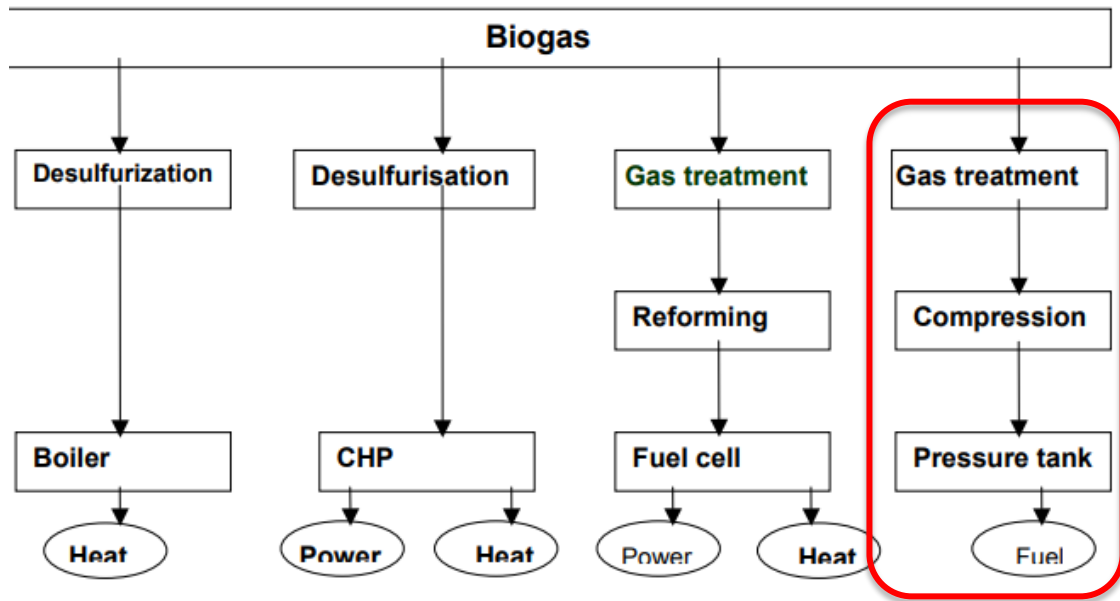 Biogas
Desulfurization
Desulfurisation
Gas treatment
Gas treatment
Reforming
Compression
Boiler
CHP
Fuel cell
Pressure tank
Heat
Power
Heat
Power
Heat
Fuel